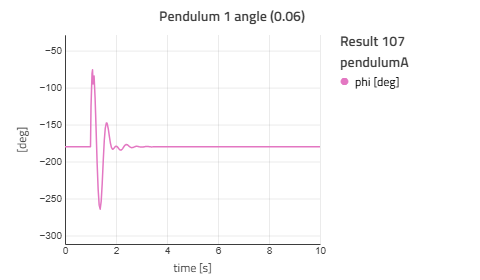 Pendulum 1 angle (0.06)
Result 107
pendulumA
phi [deg]
[deg]
−50
−100
−150
−200
−250
−300
0
2
4
6
8
10
time [s]